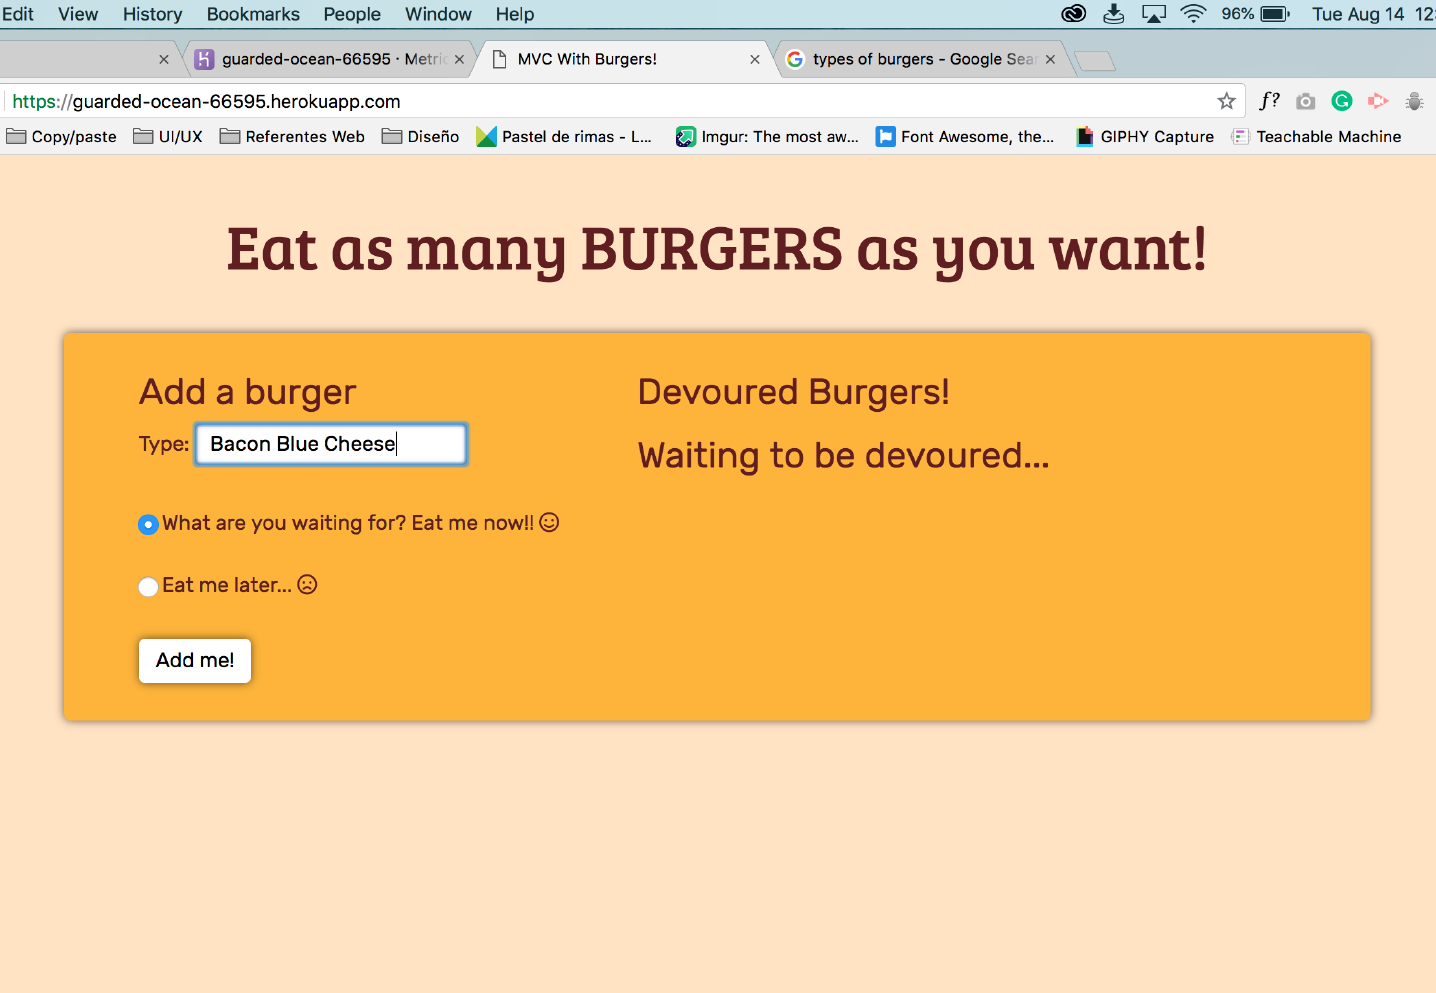 Edit View History Bookmarks People Window Help 96% Tue Aug 14 12:
guarded-ocean-66595 · Metric MVC With Burgers! types of burgers - Google Sear
https://guarded-ocean-66595.herokuapp.com f?
Copy/paste UI/UX Referentes Web Diseño Pastel de rimas - L... Imgur: The most aw... Font Awesome, the... GIPHY Capture Teachable Machine
Eat as many BURGERS as you want!
Add a burger
Type: Bacon Blue Cheese
What are you waiting for? Eat me now!!
Eat me later...
Add me!
Devoured Burgers!
Waiting to be devoured...